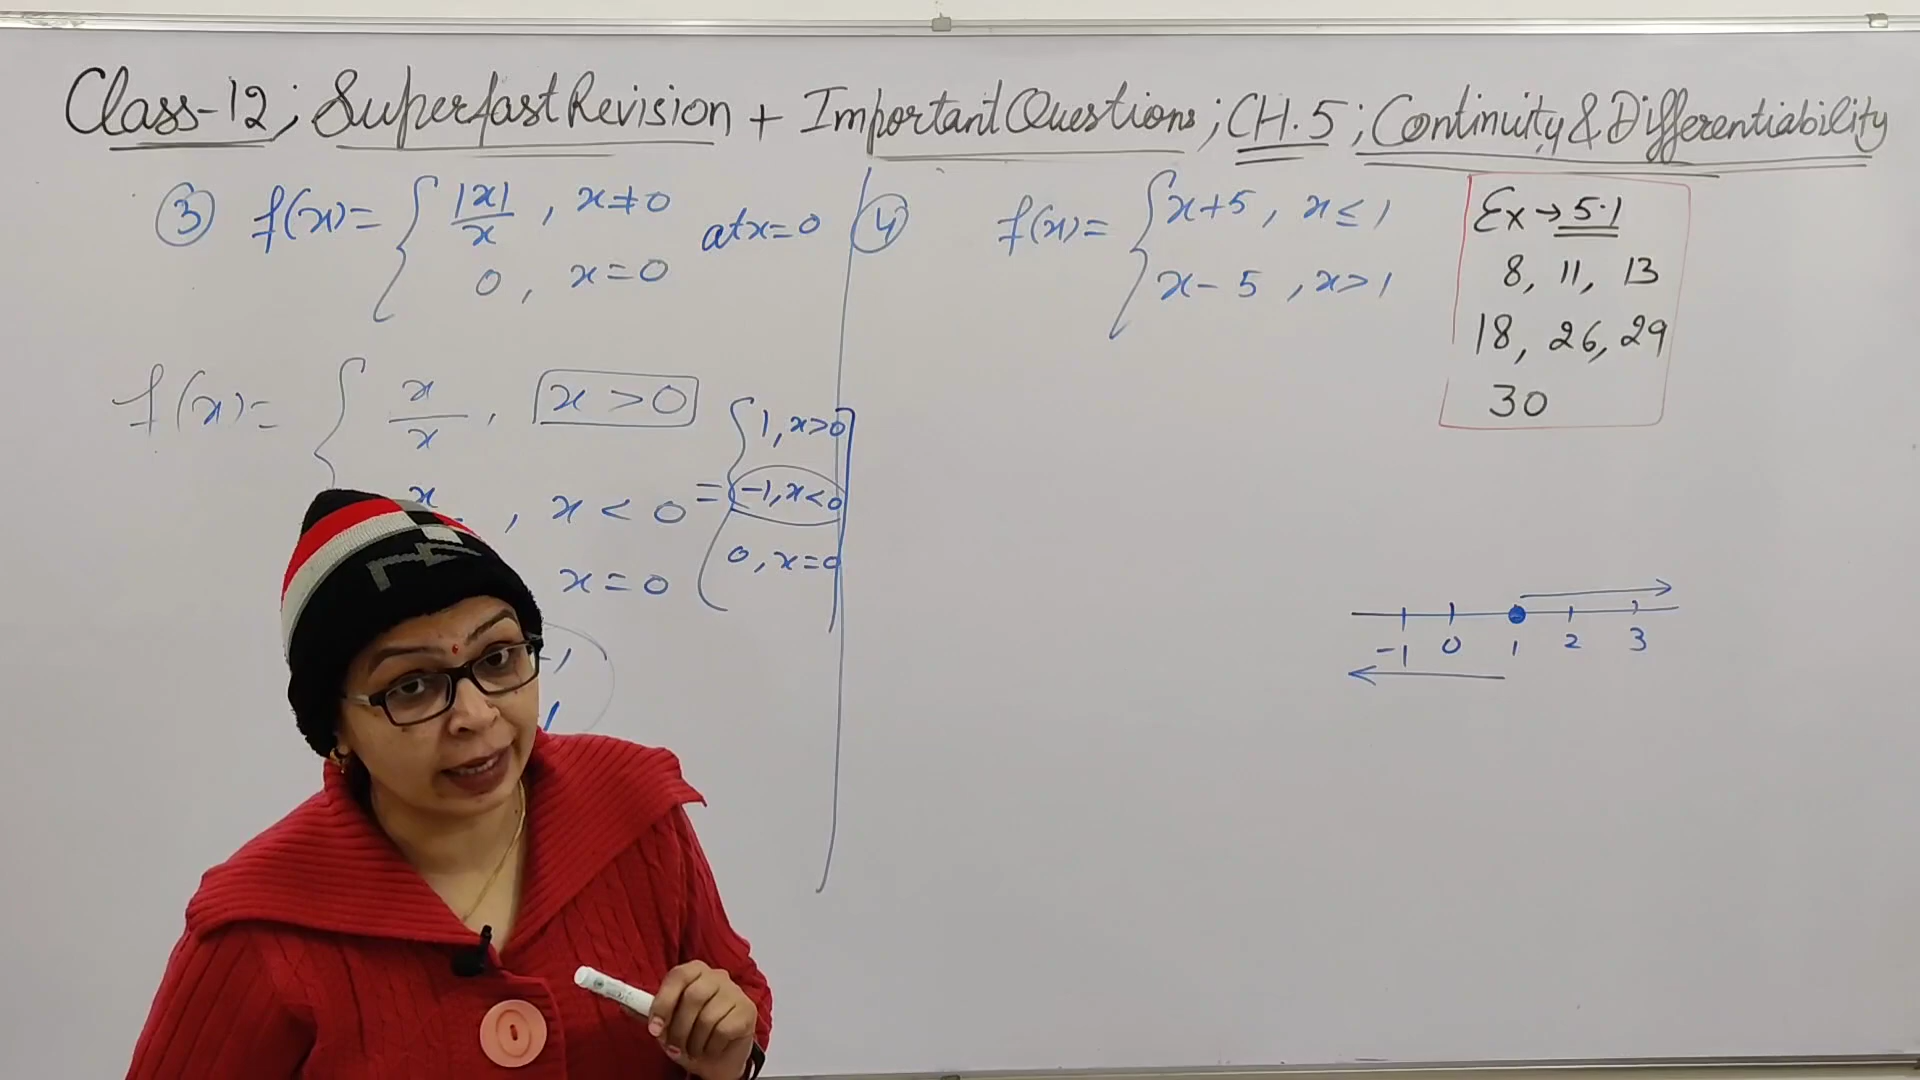 Class-12; Superfast Revision + Important Questions; CH.5; Continuity & Differentiability
③ f(x)= { |x|/x , x≠0
0 , x=0
at x=0
f(x)= { x/x , x>0
x , x<0
x=0
= { 1, x>0
-1, x<0
0, x=0
④ f(x)= { x+5 , x≤1
x-5 , x>1
Ex→5.1
8, 11, 13
18, 26, 29
30
-1 0 1 2 3